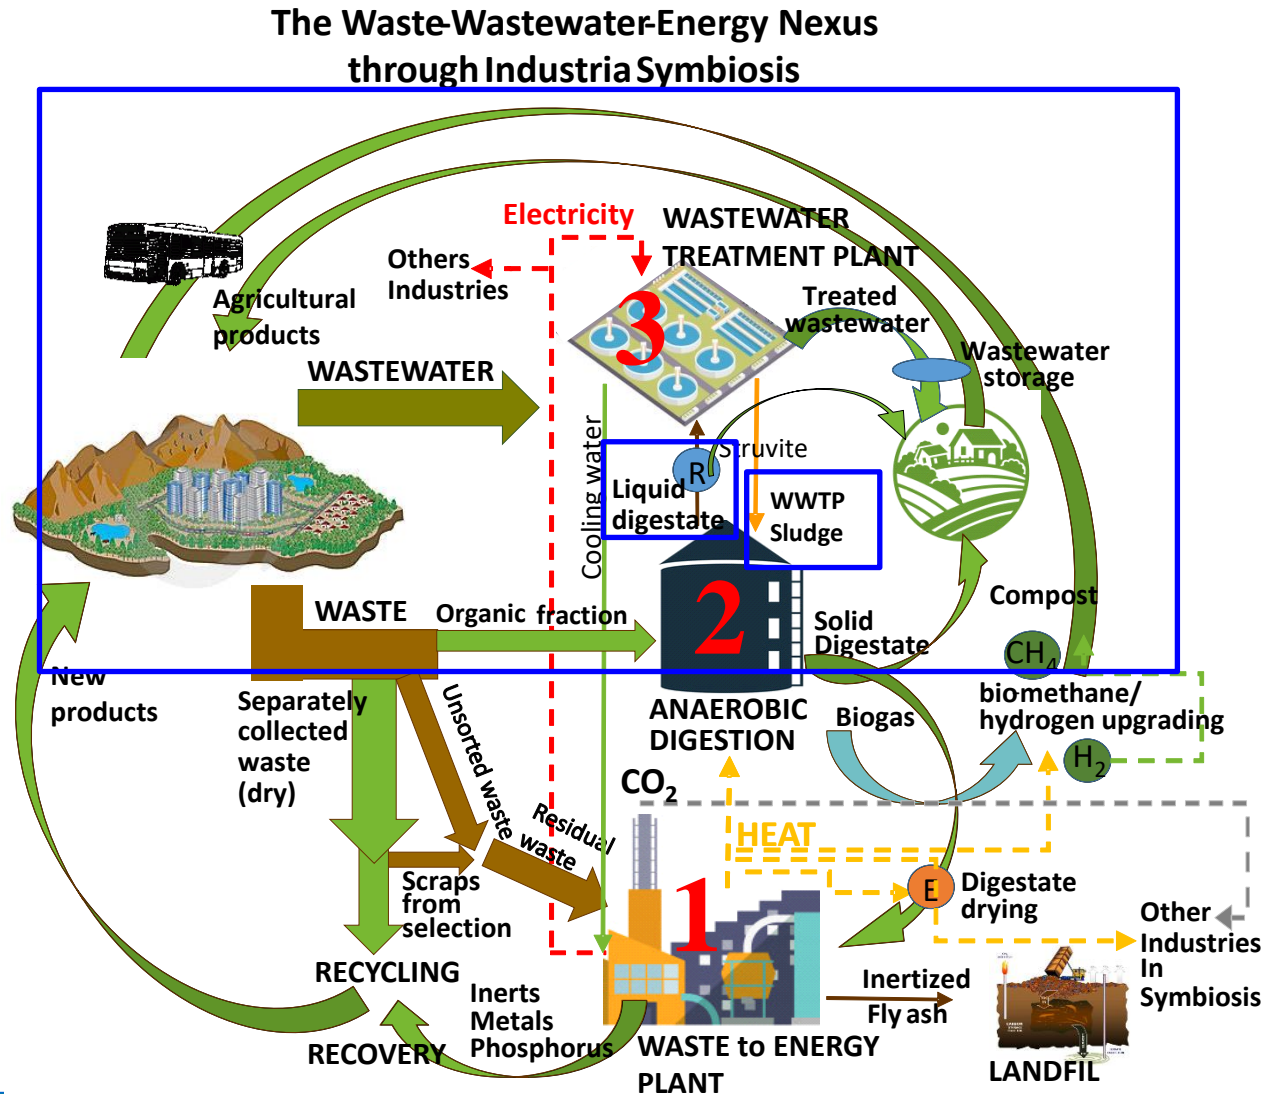 The Waste-Wastewater-Energy Nexus
through Industria Symbiosis
Electricity
WASTEWATER
TREATMENT PLANT
Others
Industries
Agricultural
products
Treated
wastewater
3
WASTEWATER
Wastewater
storage
Cooling water
Struvite
R
Liquid
digestate
WWTP
Sludge
2
WASTE
Organic fraction
Solid
Digestate
Compost
CH4
New
products
Separately
collected
waste
(dry)
Unsorted waste
ANAEROBIC
DIGESTION
Biogas
bio-methane/
hydrogen upgrading
H2
CO2
Residual
waste
HEAT
1
E
Digestate
drying
Scraps
from
selection
Other
Industries
In
Symbiosis
RECYCLING
Inerts
Metals
Phosphorus
RECOVERY
Inertized
Fly ash
WASTE to ENERGY
PLANT
LANDFIL